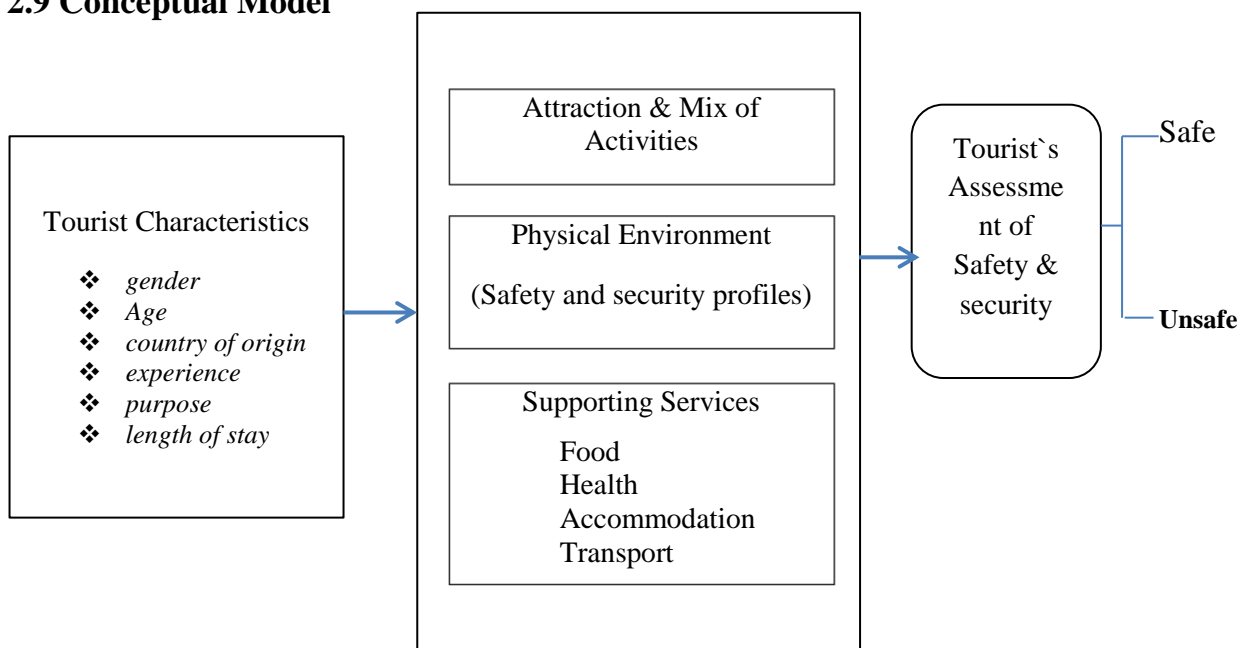 2.9 Conceptual Model
Tourist Characteristics
❖ gender
❖ Age
❖ country of origin
❖ experience
❖ purpose
❖ length of stay
Attraction & Mix of
Activities
Physical Environment
(Safety and security profiles)
Supporting Services
Food
Health
Accommodation
Transport
Tourist`s
Assessme
nt of
Safety &
security
Safe
Unsafe